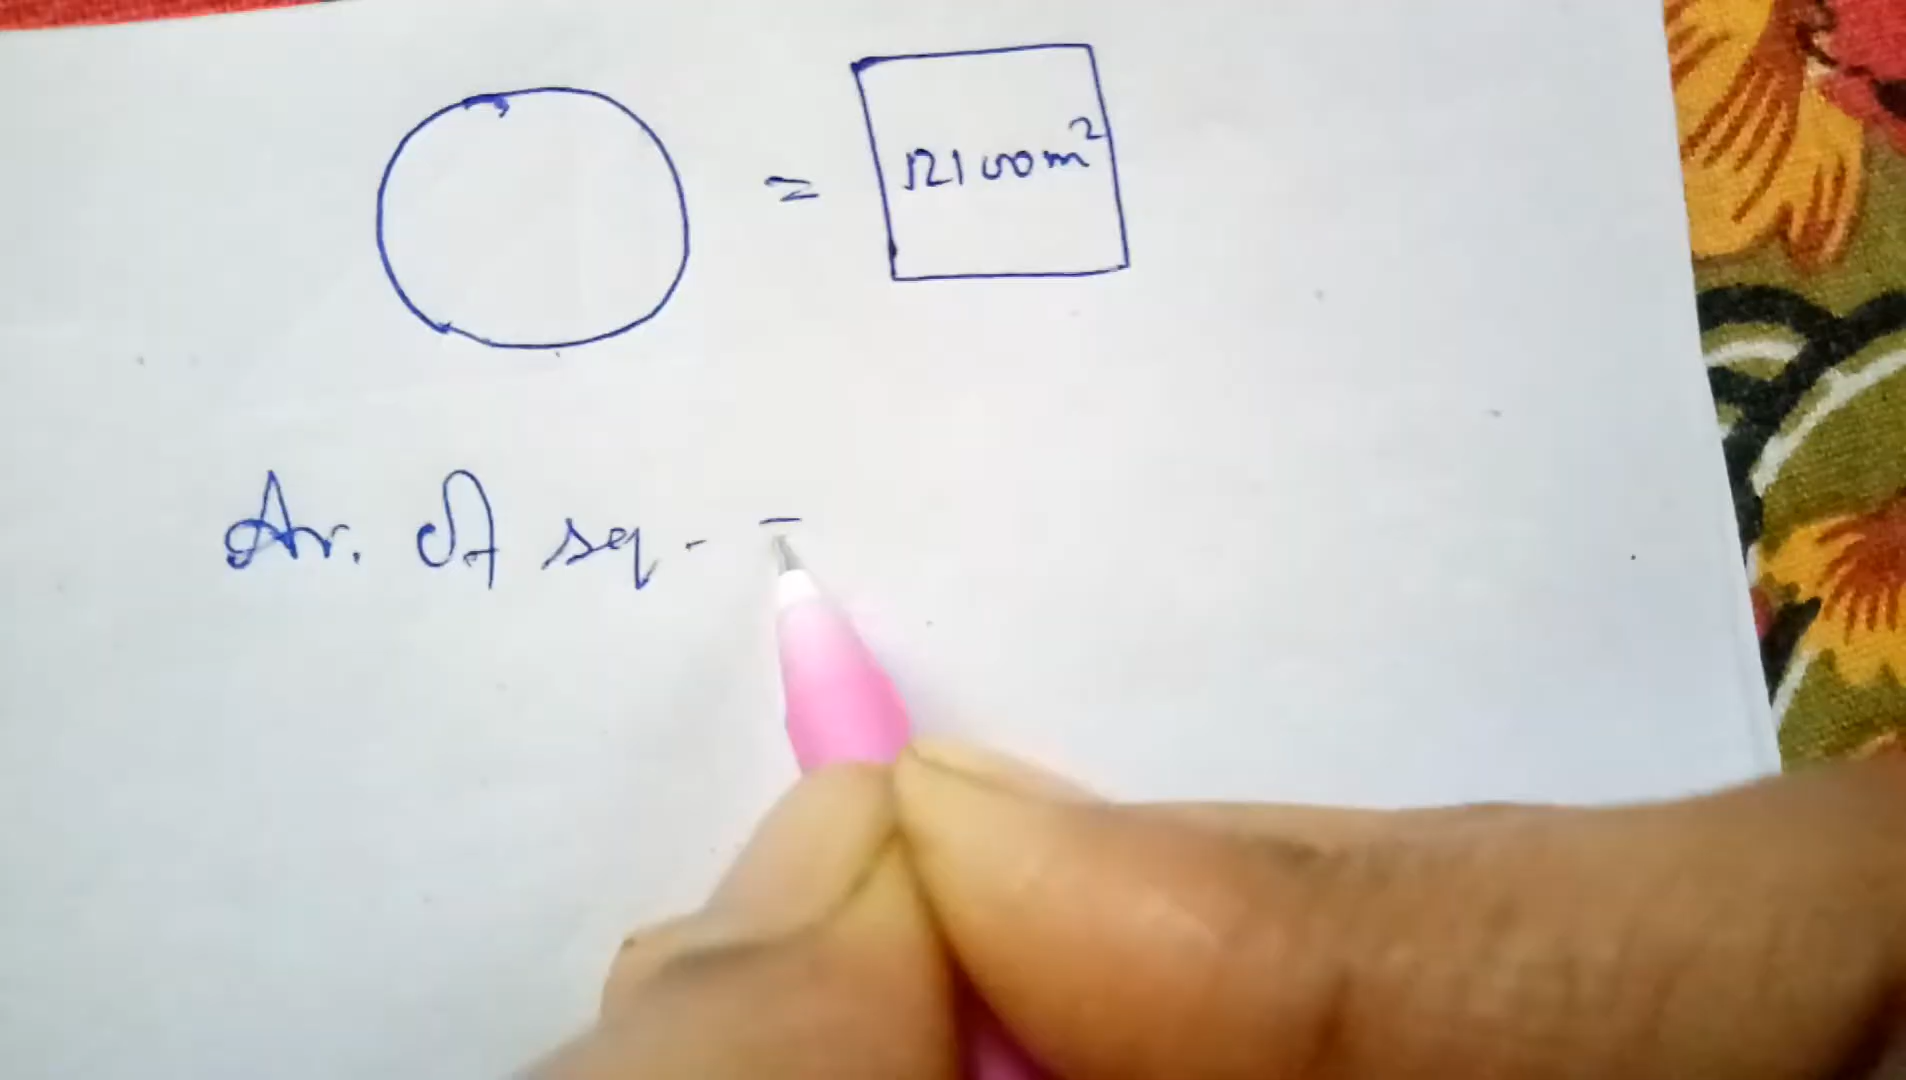 = 12100m²
Ar. Of sq. =